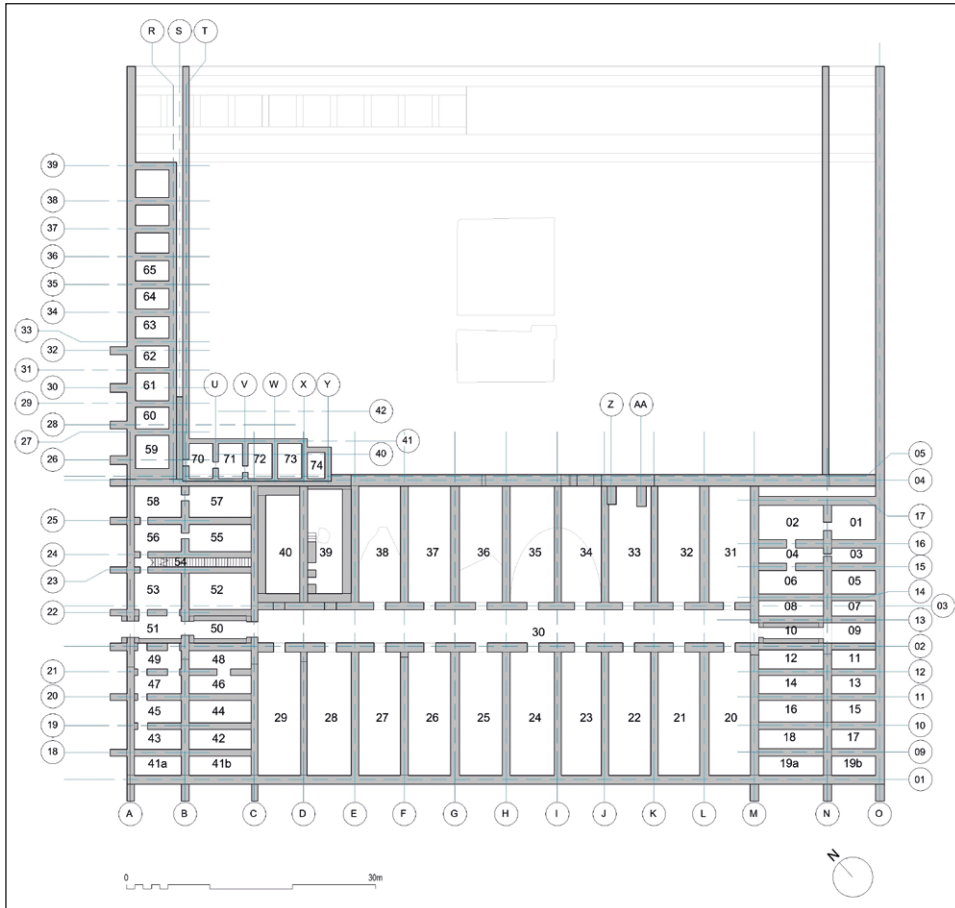 R S T
39
38
37
36
65
35
64
34
63
33
32 62
31
30 61 U V W X Y Z AA
29 42
28 60
27 41
26 59 70 71 72 73 74 40
05
04
58 57 17
25 02 01
56 55 40 39 38 37 36 35 34 33 32 31 16
24 54 04 03
23 15
53 52 06 05
14
22 08 07 03
51 50 30 10 09 13
02
49 48 12 11
21 12
47 46 14 13
20 11
45 44 29 28 27 26 25 24 23 22 21 20 16 15
19 10
43 42 18 17
18 09
41a 41b 19a 19b
01
A B C D E F G H I J K L M N O
N
0 30m